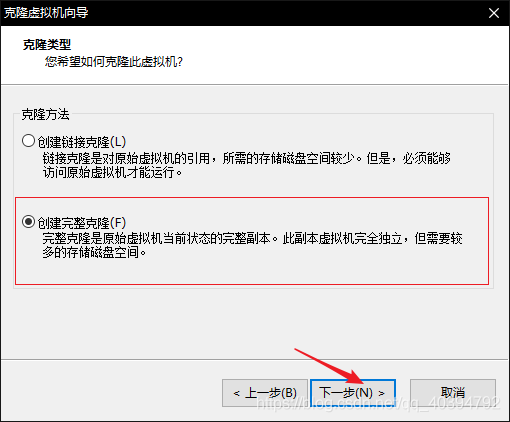 克隆虚拟机向导
克隆类型
您希望如何克隆此虚拟机?
克隆方法
创建链接克隆(L)
链接克隆是对原始虚拟机的引用，所需的存储磁盘空间较少。但是，必须能够
访问原始虚拟机才能运行。
创建完整克隆(F)
完整克隆是原始虚拟机当前状态的完整副本。此副本虚拟机完全独立，但需要较
多的存储磁盘空间。
< 上一步(B) 下一步(N) > 取消
https://blog.csdn.net/qq_40394792